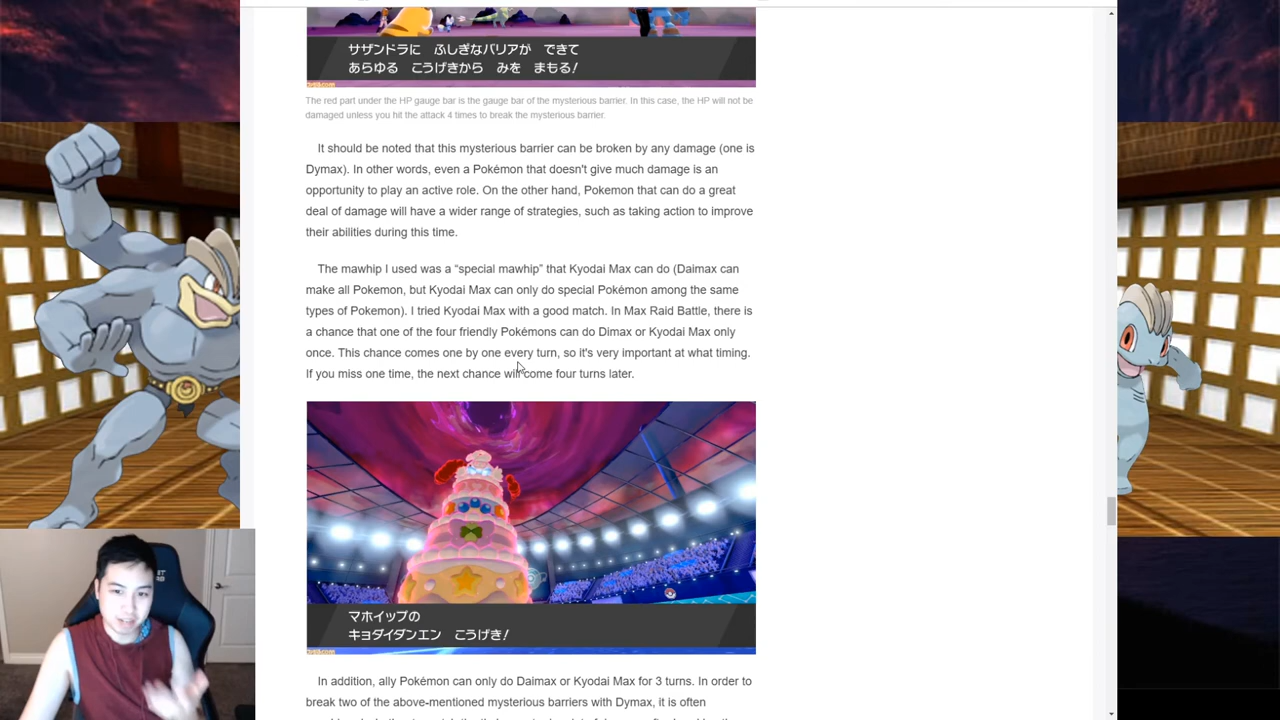 サザンドラに ふしぎなバリアが できて
あらゆる こうげきから みを まもる!
The red part under the HP gauge bar is the gauge bar of the mysterious barrier. In this case, the HP will not be
damaged unless you hit the attack 4 times to break the mysterious barrier.
It should be noted that this mysterious barrier can be broken by any damage (one is
Dymax). In other words, even a Pokémon that doesn't give much damage is an
opportunity to play an active role. On the other hand, Pokemon that can do a great
deal of damage will have a wider range of strategies, such as taking action to improve
their abilities during this time.
The mawhip I used was a “special mawhip” that Kyodai Max can do (Daimax can
make all Pokemon, but Kyodai Max can only do special Pokémon among the same
types of Pokemon). I tried Kyodai Max with a good match. In Max Raid Battle, there is
a chance that one of the four friendly Pokémons can do Dimax or Kyodai Max only
once. This chance comes one by one every turn, so it's very important at what timing.
If you miss one time, the next chance will come four turns later.
マホイップの
キョダイダンエン こうげき!
In addition, ally Pokémon can only do Daimax or Kyodai Max for 3 turns. In order to
break two of the above-mentioned mysterious barriers with Dymax, it is often